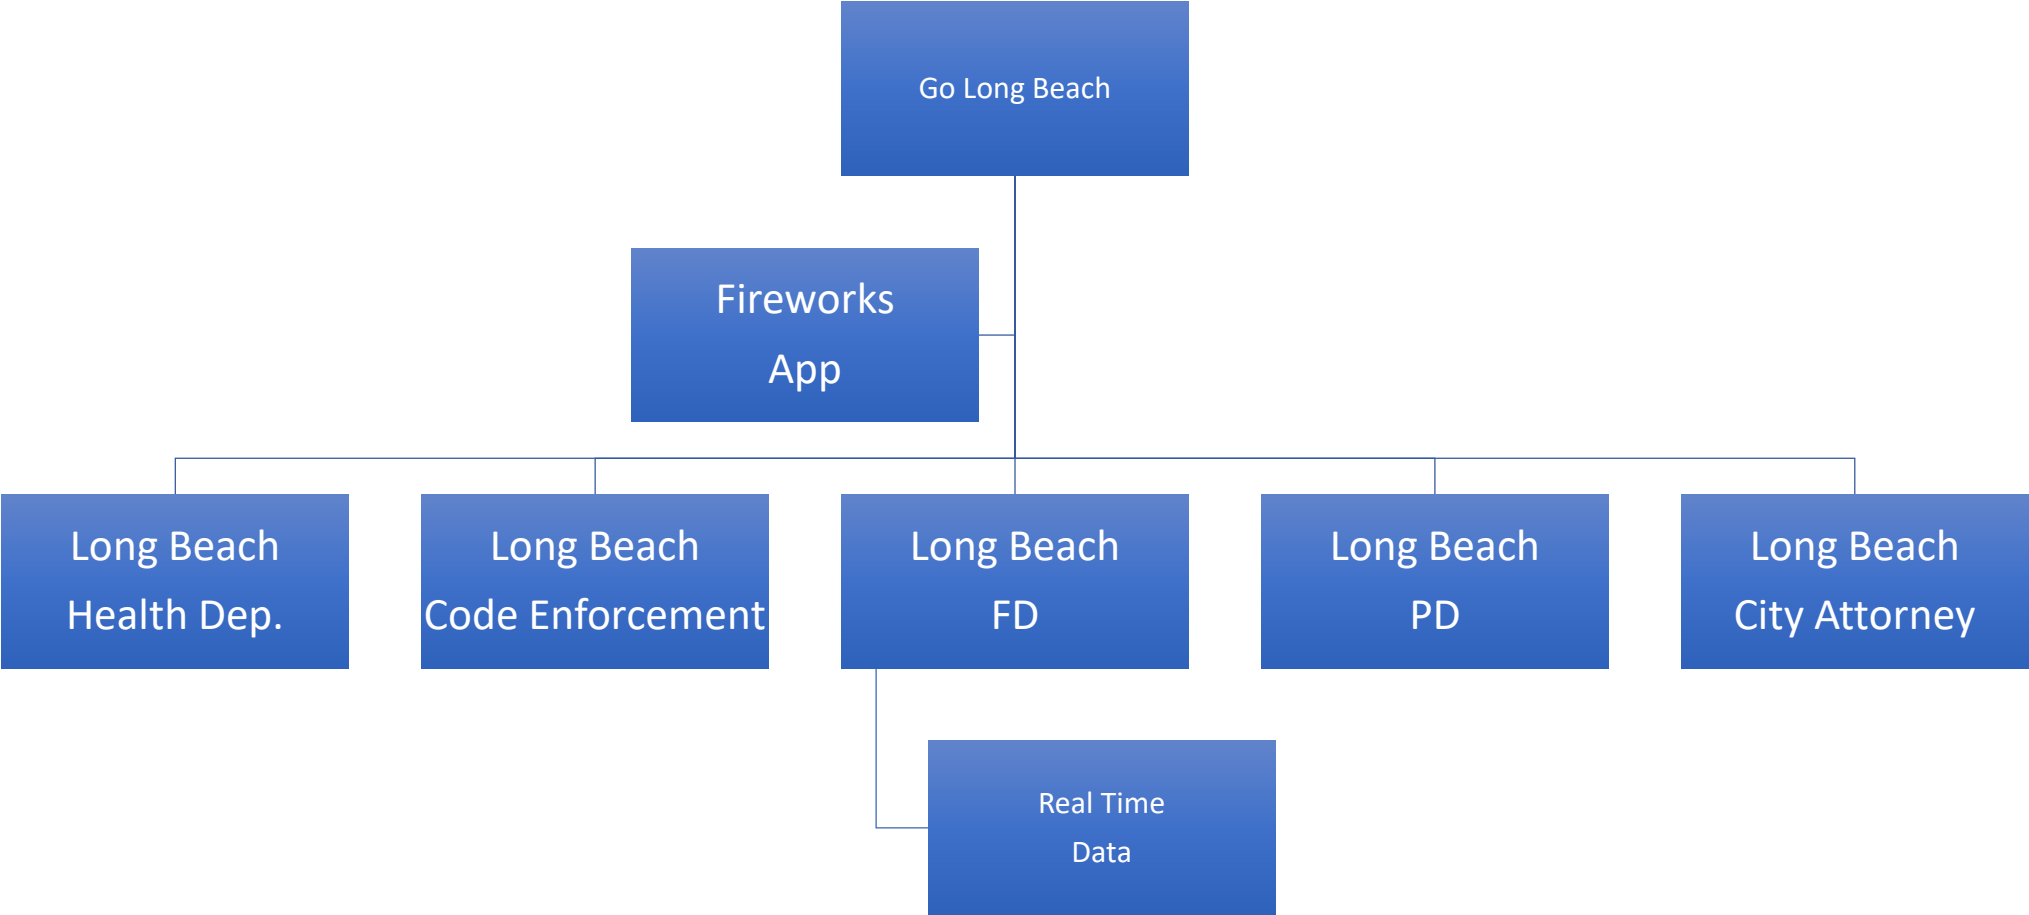 Go Long Beach
Fireworks
App
Long Beach
Health Dep.
Long Beach
Code Enforcement
Long Beach
FD
Long Beach
PD
Long Beach
City Attorney
Real Time
Data